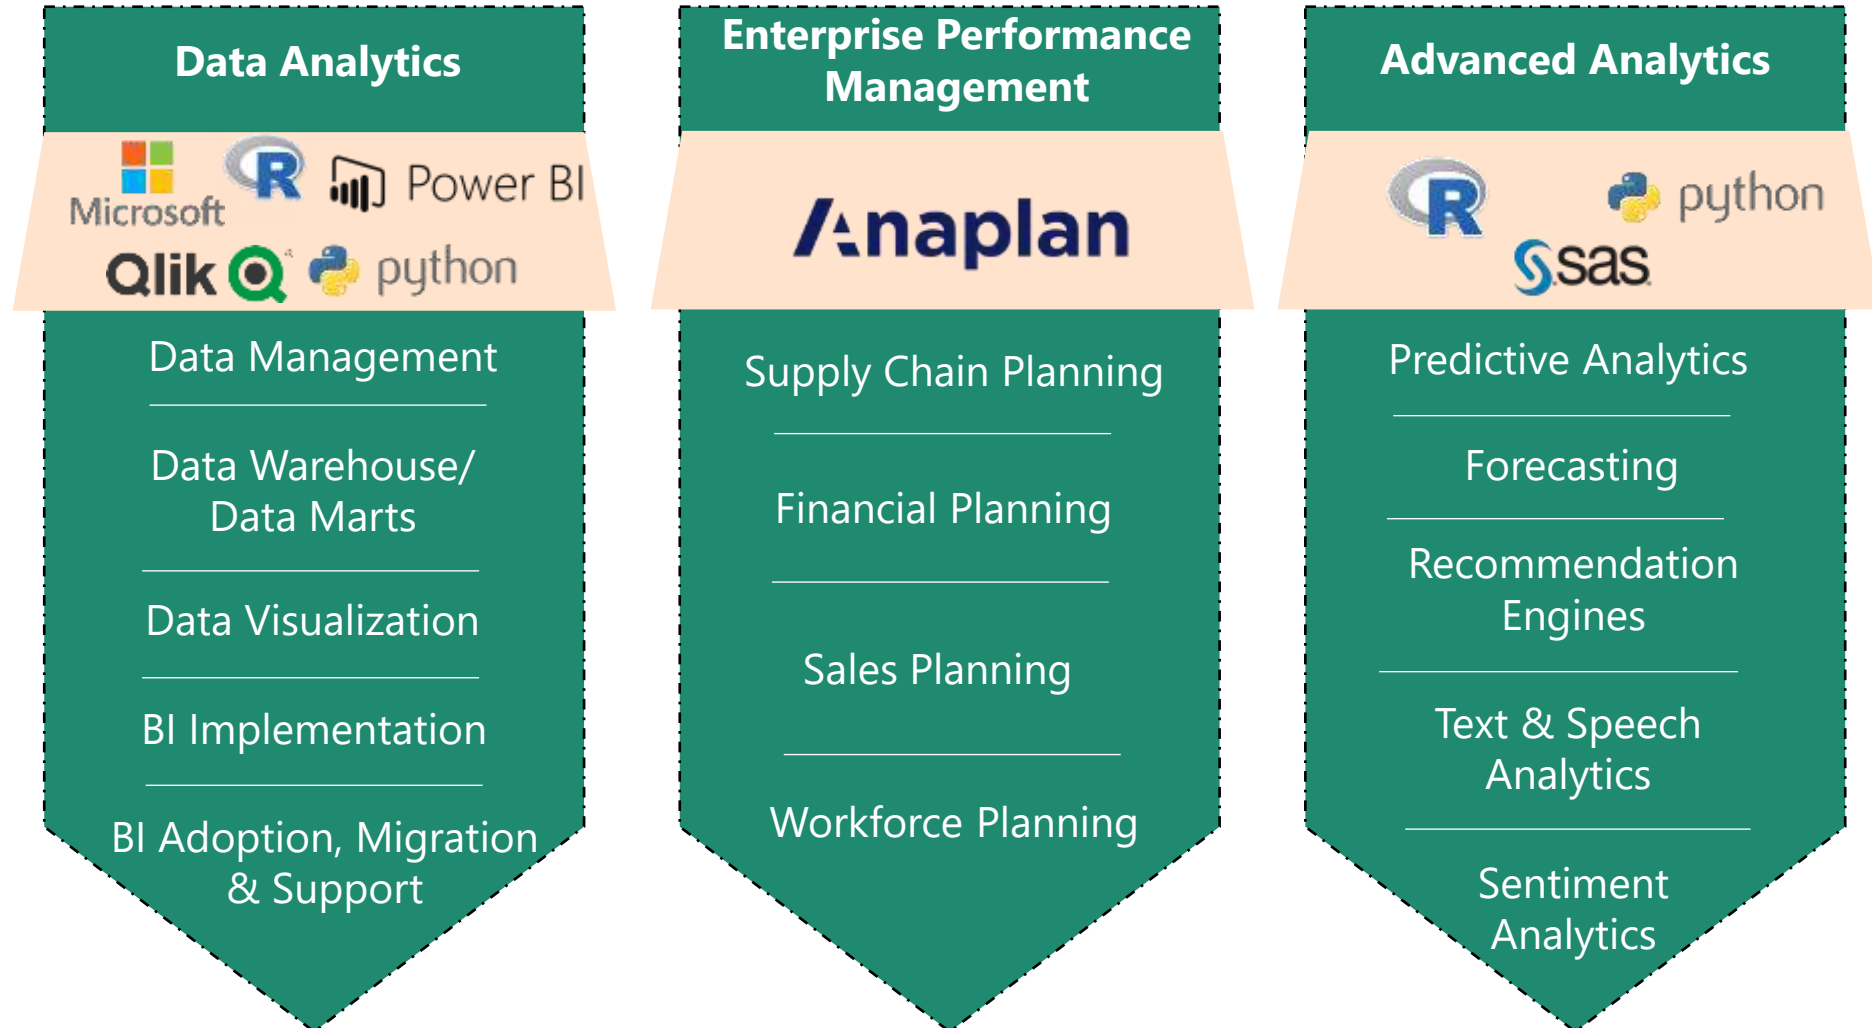 Data Analytics
Microsoft
R
Power BI
Qlik
python
Data Management
Data Warehouse/
Data Marts
Data Visualization
BI Implementation
BI Adoption, Migration
& Support
Enterprise Performance
Management
Anaplan
Supply Chain Planning
Financial Planning
Sales Planning
Workforce Planning
Advanced Analytics
R
python
sas
Predictive Analytics
Forecasting
Recommendation
Engines
Text & Speech
Analytics
Sentiment
Analytics